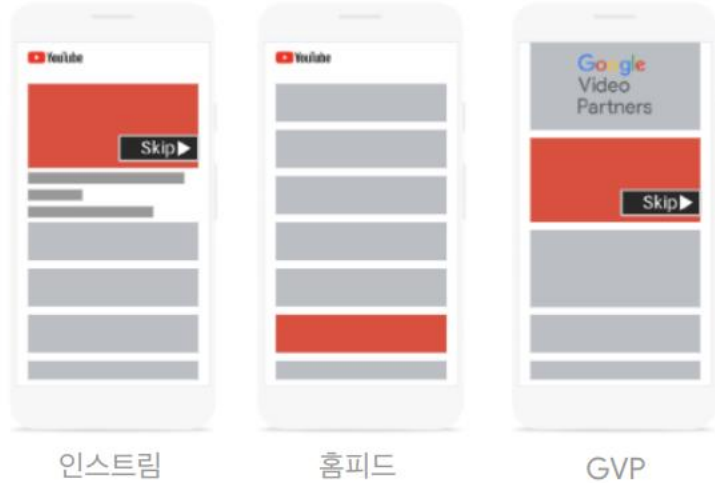 YouTube
Skip
YouTube
Google
Video
Partners
Skip
인스트림
홈피드
GVP